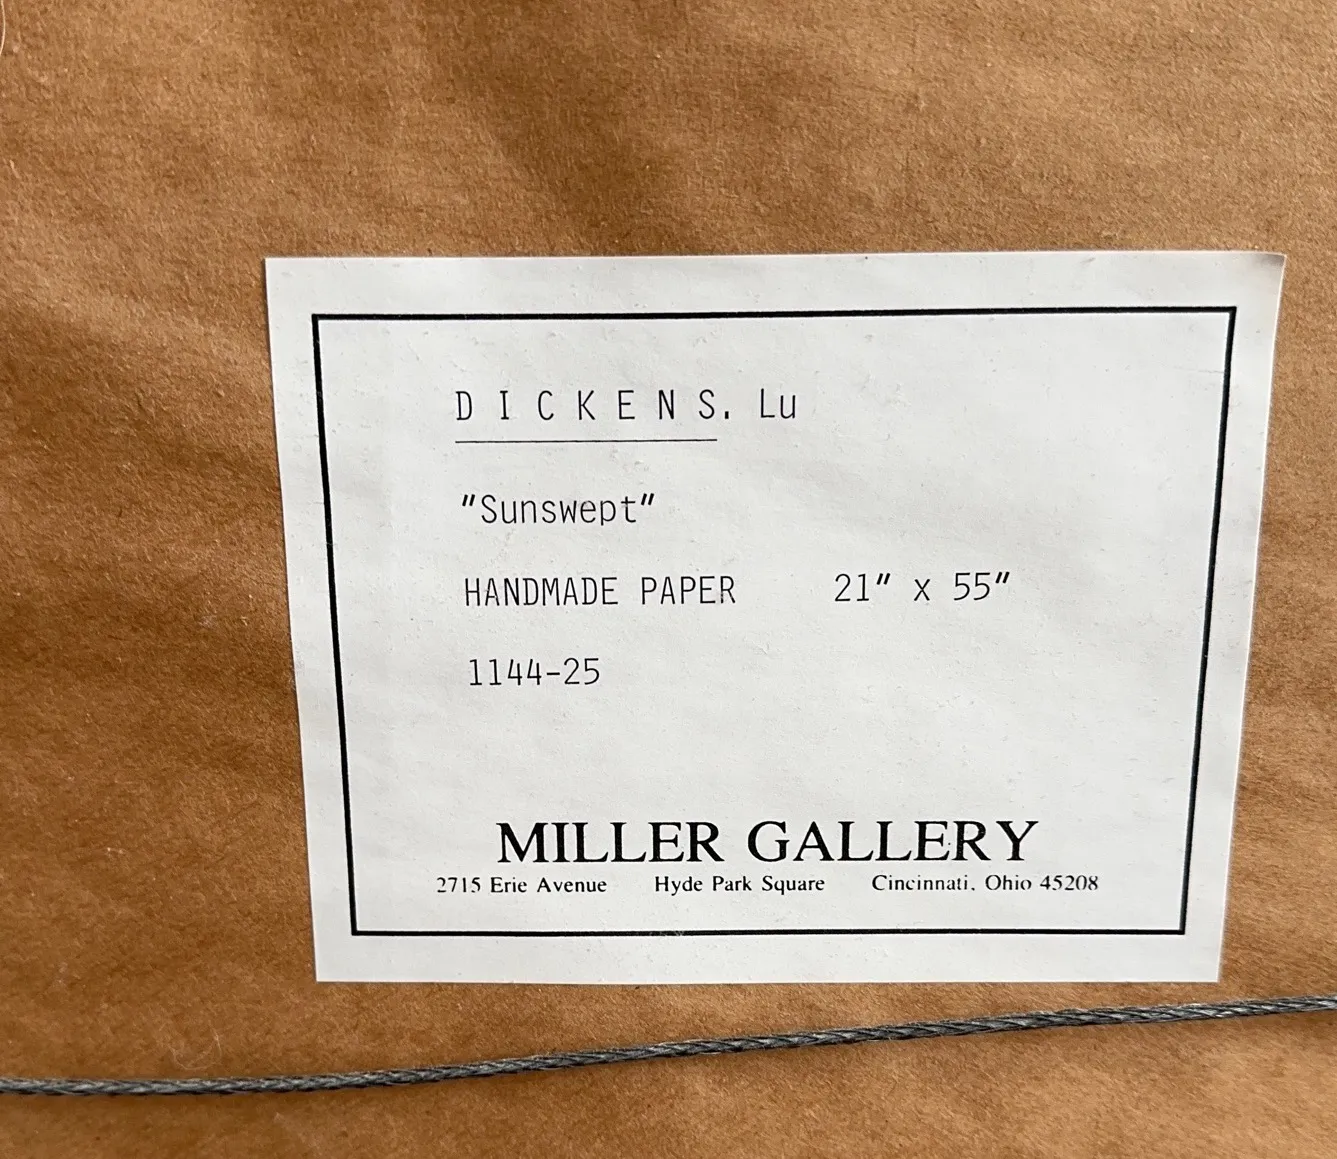 DICKENS. Lu
"Sunswept"
HANDMADE PAPER 21" x 55"
1144-25
MILLER GALLERY
2715 Erie Avenue Hyde Park Square Cincinnati, Ohio 45208